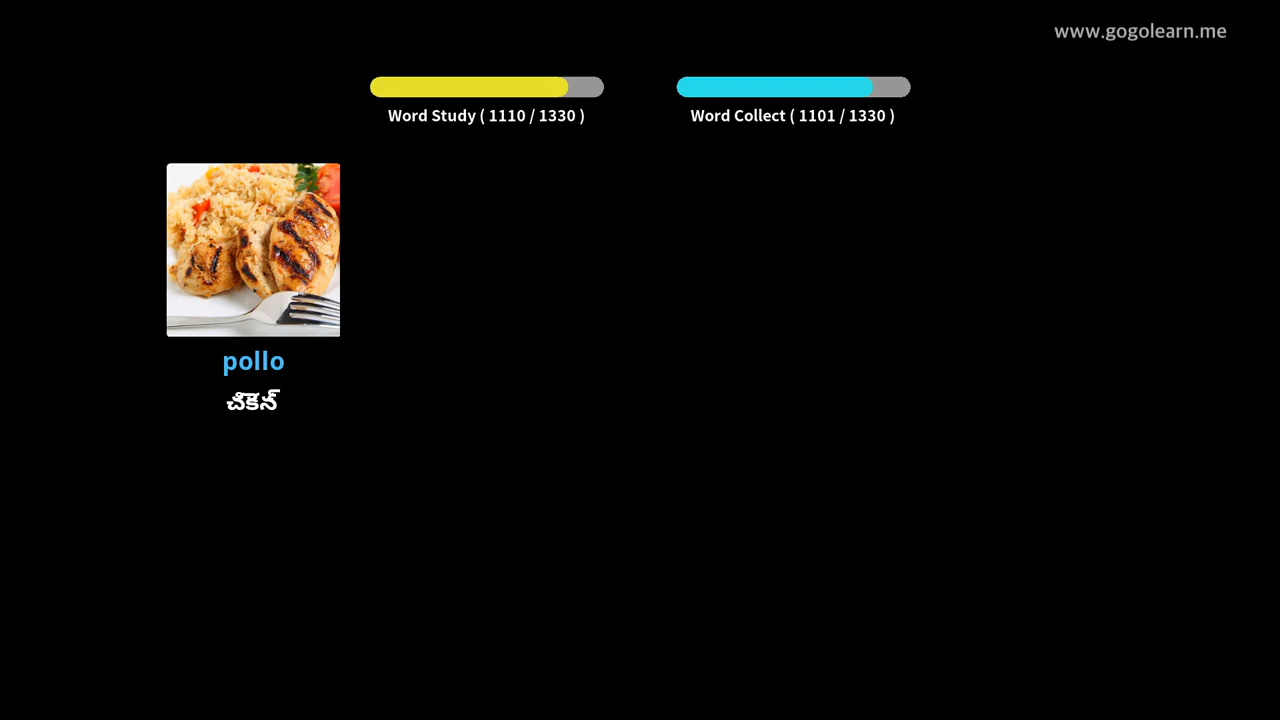 www.gogolearn.me
Word Study ( 1110 / 1330 )
Word Collect ( 1101 / 1330 )
pollo
చికెన్